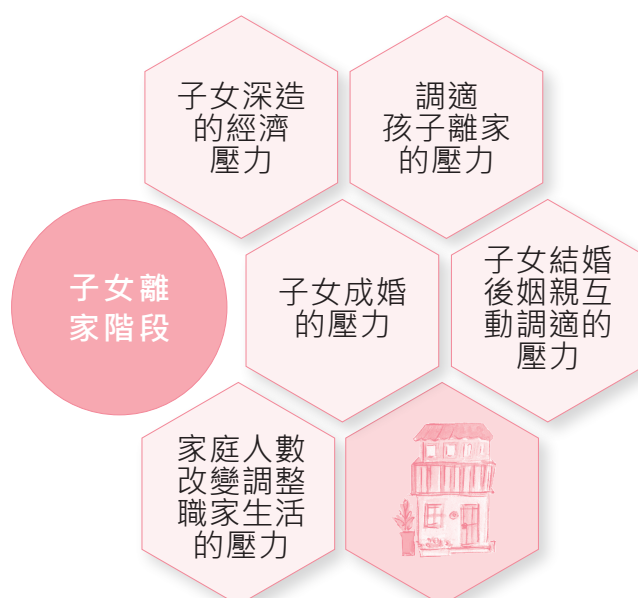 子女深造
的經濟
壓力
調適
孩子離家
的壓力
子女離
家階段
子女成婚
的壓力
子女結婚
後姻親互
動調適的
壓力
家庭人數
改變調整
職家生活
的壓力